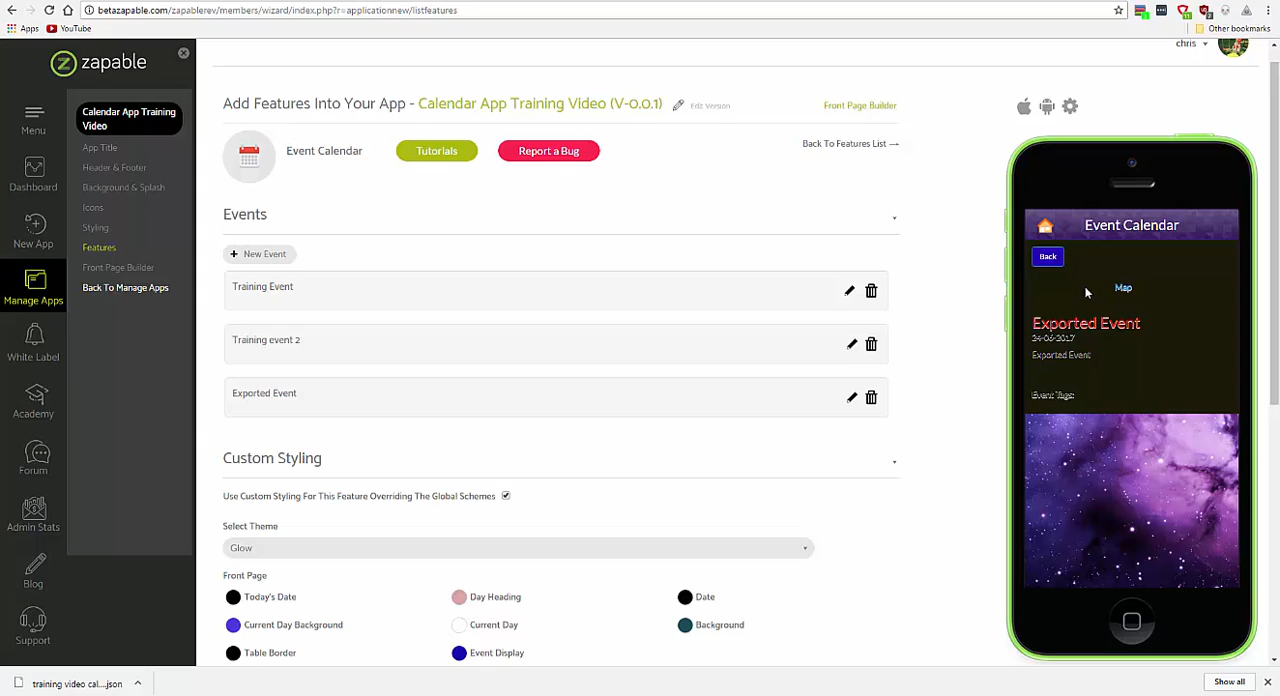 betazapable.com/zapablerev/members/wizard/index.php?r=applicationnew/listfeatures
Apps
YouTube
Other bookmarks
zapable
chris
Menu
Dashboard
New App
Manage Apps
White Label
Academy
Forum
Admin Stats
Blog
Support
Calendar App Training
Video
App Title
Header & Footer
Background & Splash
Icons
Styling
Features
Front Page Builder
Back To Manage Apps
Add Features Into Your App - Calendar App Training Video (V-0.0.1)
Edit Version
Front Page Builder
Event Calendar
Tutorials
Report a Bug
Back To Features List
Events
+ New Event
Training Event
Training event 2
Exported Event
Custom Styling
Use Custom Styling For This Feature Overriding The Global Schemes
Select Theme
Glow
Front Page
Today's Date
Day Heading
Date
Current Day Background
Current Day
Background
Table Border
Event Display
Event Calendar
Back
Map
Exported Event
24-06-2017
Exported Event
Event Tags:
training video cal....json
Show all